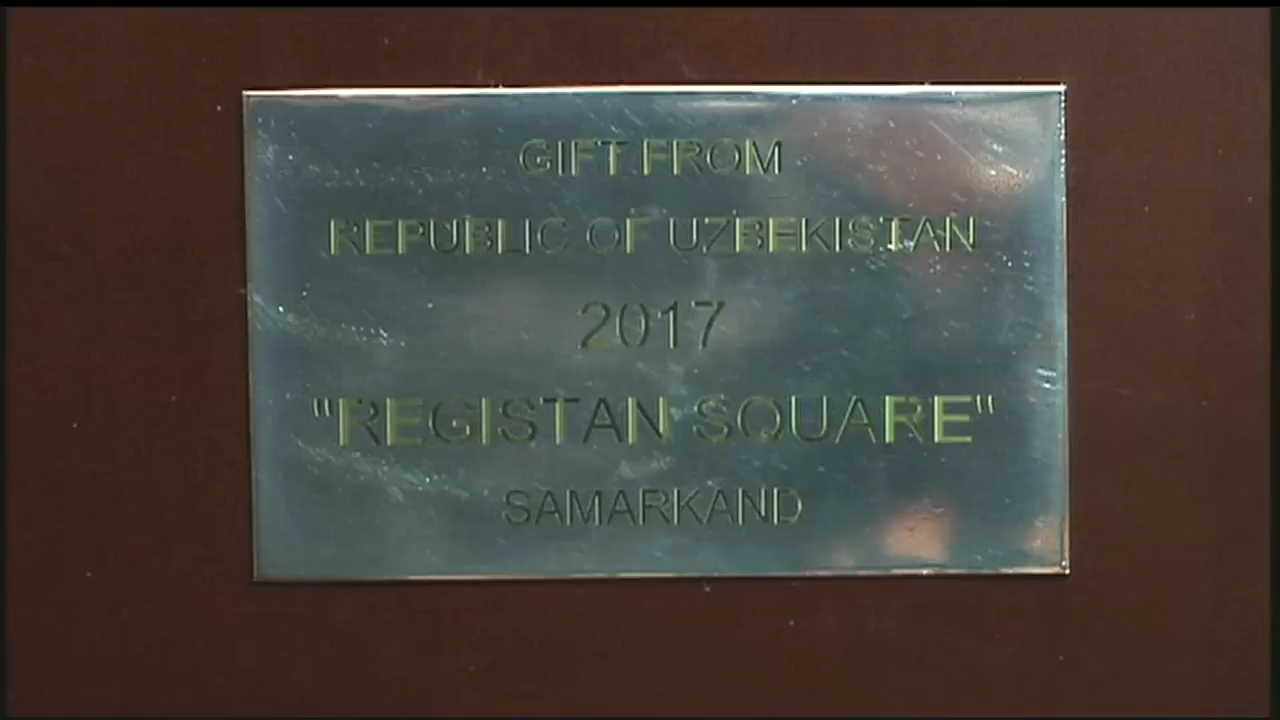 GIFT FROM
REPUBLIC OF UZBEKISTAN
2017
"REGISTAN SQUARE"
SAMARKAND